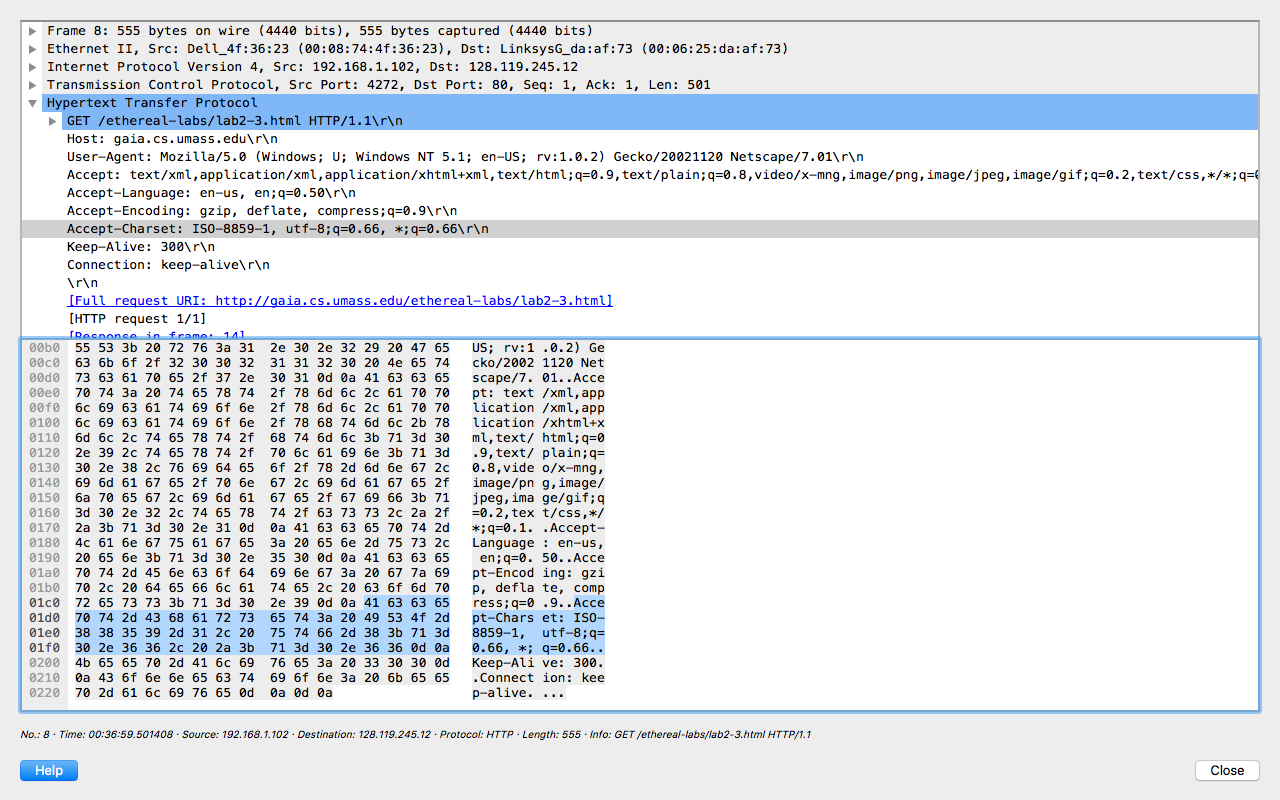 Frame 8: 555 bytes on wire (4440 bits), 555 bytes captured (4440 bits)
Ethernet II, Src: Dell_4f:36:23 (00:08:74:4f:36:23), Dst: LinksysG_da:af:73 (00:06:25:da:af:73)
Internet Protocol Version 4, Src: 192.168.1.102, Dst: 128.119.245.12
Transmission Control Protocol, Src Port: 4272, Dst Port: 80, Seq: 1, Ack: 1, Len: 501
Hypertext Transfer Protocol
GET /ethereal-labs/lab2-3.html HTTP/1.1\r\n
Host: gaia.cs.umass.edu\r\n
User-Agent: Mozilla/5.0 (Windows; U; Windows NT 5.1; en-US; rv:1.0.2) Gecko/20021120 Netscape/7.01\r\n
Accept: text/xml,application/xml,application/xhtml+xml,text/html;q=0.9,text/plain;q=0.8,video/x-mng,image/png,image/jpeg,image/gif;q=0.2,text/css,*/*;q=0
Accept-Language: en-us, en;q=0.50\r\n
Accept-Encoding: gzip, deflate, compress;q=0.9\r\n
Accept-Charset: ISO-8859-1, utf-8;q=0.66, *;q=0.66\r\n
Keep-Alive: 300\r\n
Connection: keep-alive\r\n
\r\n
[Full request URI: http://gaia.cs.umass.edu/ethereal-labs/lab2-3.html]
[HTTP request 1/1]
[Response in frame: 14]
00b0 55 53 3b 20 72 76 3a 31 2e 30 2e 32 29 20 47 65 US; rv:1 .0.2) Ge
00c0 63 6b 6f 2f 32 30 30 32 31 31 32 30 20 4e 65 74 cko/2002 1120 Net
00d0 73 63 61 70 65 2f 37 2e 30 31 0d 0a 41 63 63 65 scape/7. 01..Acce
00e0 70 74 3a 20 74 65 78 74 2f 78 6d 6c 2c 61 70 70 pt: text /xml,app
00f0 6c 69 63 61 74 69 6f 6e 2f 78 6d 6c 2c 61 70 70 lication /xml,app
0100 6c 69 63 61 74 69 6f 6e 2f 78 68 74 6d 6c 2b 78 lication /xhtml+x
0110 6d 6c 2c 74 65 78 74 2f 68 74 6d 6c 3b 71 3d 30 ml,text/ html;q=0
0120 2e 39 2c 74 65 78 74 2f 70 6c 61 69 6e 3b 71 3d .9,text/ plain;q=
0130 30 2e 38 2c 76 69 64 65 6f 2f 78 2d 6d 6e 67 2c 0.8,vide o/x-mng,
0140 69 6d 61 67 65 2f 70 6e 67 2c 69 6d 61 67 65 2f image/pn g,image/
0150 6a 70 65 67 2c 69 6d 61 67 65 2f 67 69 66 3b 71 jpeg,ima ge/gif;q
0160 3d 30 2e 32 2c 74 65 78 74 2f 63 73 73 2c 2a 2f =0.2,tex t/css,*/
0170 2a 3b 71 3d 30 2e 31 0d 0a 41 63 63 65 70 74 2d *;q=0.1. .Accept-
0180 4c 61 6e 67 75 61 67 65 3a 20 65 6e 2d 75 73 2c Language : en-us,
0190 20 65 6e 3b 71 3d 30 2e 35 30 0d 0a 41 63 63 65 en;q=0. 50..Acce
01a0 70 74 2d 45 6e 63 6f 64 69 6e 67 3a 20 67 7a 69 pt-Encod ing: gzi
01b0 70 2c 20 64 65 66 6c 61 74 65 2c 20 63 6f 6d 70 p, defla te, comp
01c0 72 65 73 73 3b 71 3d 30 2e 39 0d 0a 41 63 63 65 ress;q=0 .9..Acce
01d0 70 74 2d 43 68 61 72 73 65 74 3a 20 49 53 4f 2d pt-Chars et: ISO-
01e0 38 38 35 39 2d 31 2c 20 75 74 66 2d 38 3b 71 3d 8859-1, utf-8;q=
01f0 30 2e 36 36 2c 20 2a 3b 71 3d 30 2e 36 36 0d 0a 0.66, *; q=0.66..
0200 4b 65 65 70 2d 41 6c 69 76 65 3a 20 33 30 30 0d Keep-Ali ve: 300.
0210 0a 43 6f 6e 6e 65 63 74 69 6f 6e 3a 20 6b 65 65 .Connect ion: kee
0220 70 2d 61 6c 69 76 65 0d 0a 0d 0a p-alive. ...
No.: 8 · Time: 00:36:59.501408 · Source: 192.168.1.102 · Destination: 128.119.245.12 · Protocol: HTTP · Length: 555 · Info: GET /ethereal-labs/lab2-3.html HTTP/1.1
Help
Close